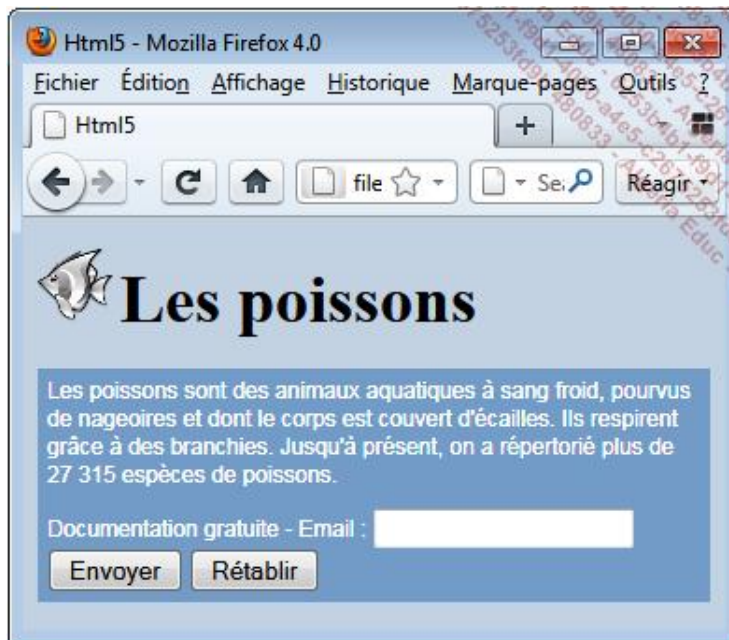 Html5 - Mozilla Firefox 4.0
Fichier Édition Affichage Historique Marque-pages Outils ?
Html5
file Se Réagir
Les poissons
Les poissons sont des animaux aquatiques à sang froid, pourvus
de nageoires et dont le corps est couvert d'écailles. Ils respirent
grâce à des branchies. Jusqu'à présent, on a répertorié plus de
27 315 espèces de poissons.
Documentation gratuite - Email :
Envoyer Rétablir